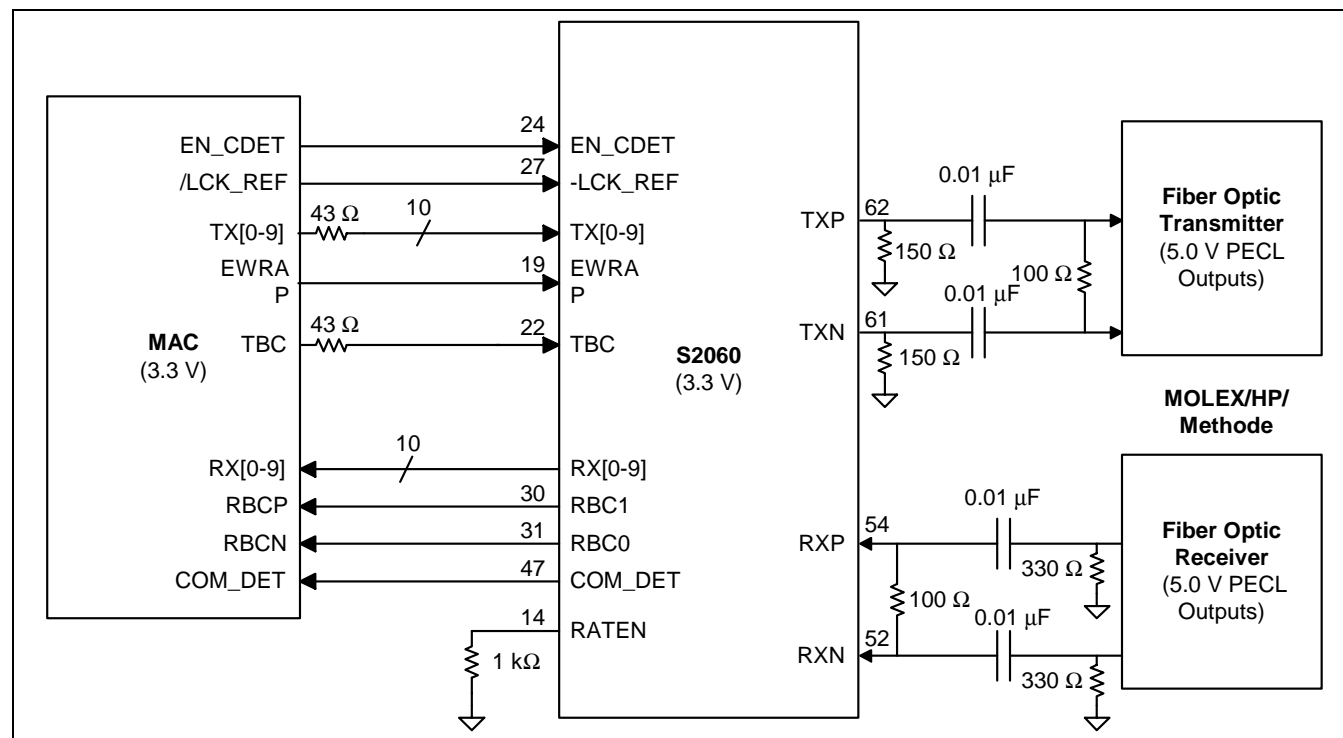 24
EN_CDET
EN_CDET
27
/LCK_REF
-LCK_REF
43 Ω
10
TX[0-9]
TX[0-9]
EWRA
P
19
EWRA
P
43 Ω
22
TBC
TBC
MAC
(3.3 V)
S2060
(3.3 V)
10
RX[0-9]
RX[0-9]
30
RBCP
RBC1
31
RBCN
RBC0
47
COM_DET
COM_DET
14
RATEN
1 kΩ
0.01 μF
62
TXP
150 Ω
100 Ω
0.01 μF
61
TXN
150 Ω
Fiber Optic
Transmitter
(5.0 V PECL
Outputs)
MOLEX/HP/
Methode
0.01 μF
54
RXP
330 Ω
100 Ω
0.01 μF
52
RXN
330 Ω
Fiber Optic
Receiver
(5.0 V PECL
Outputs)